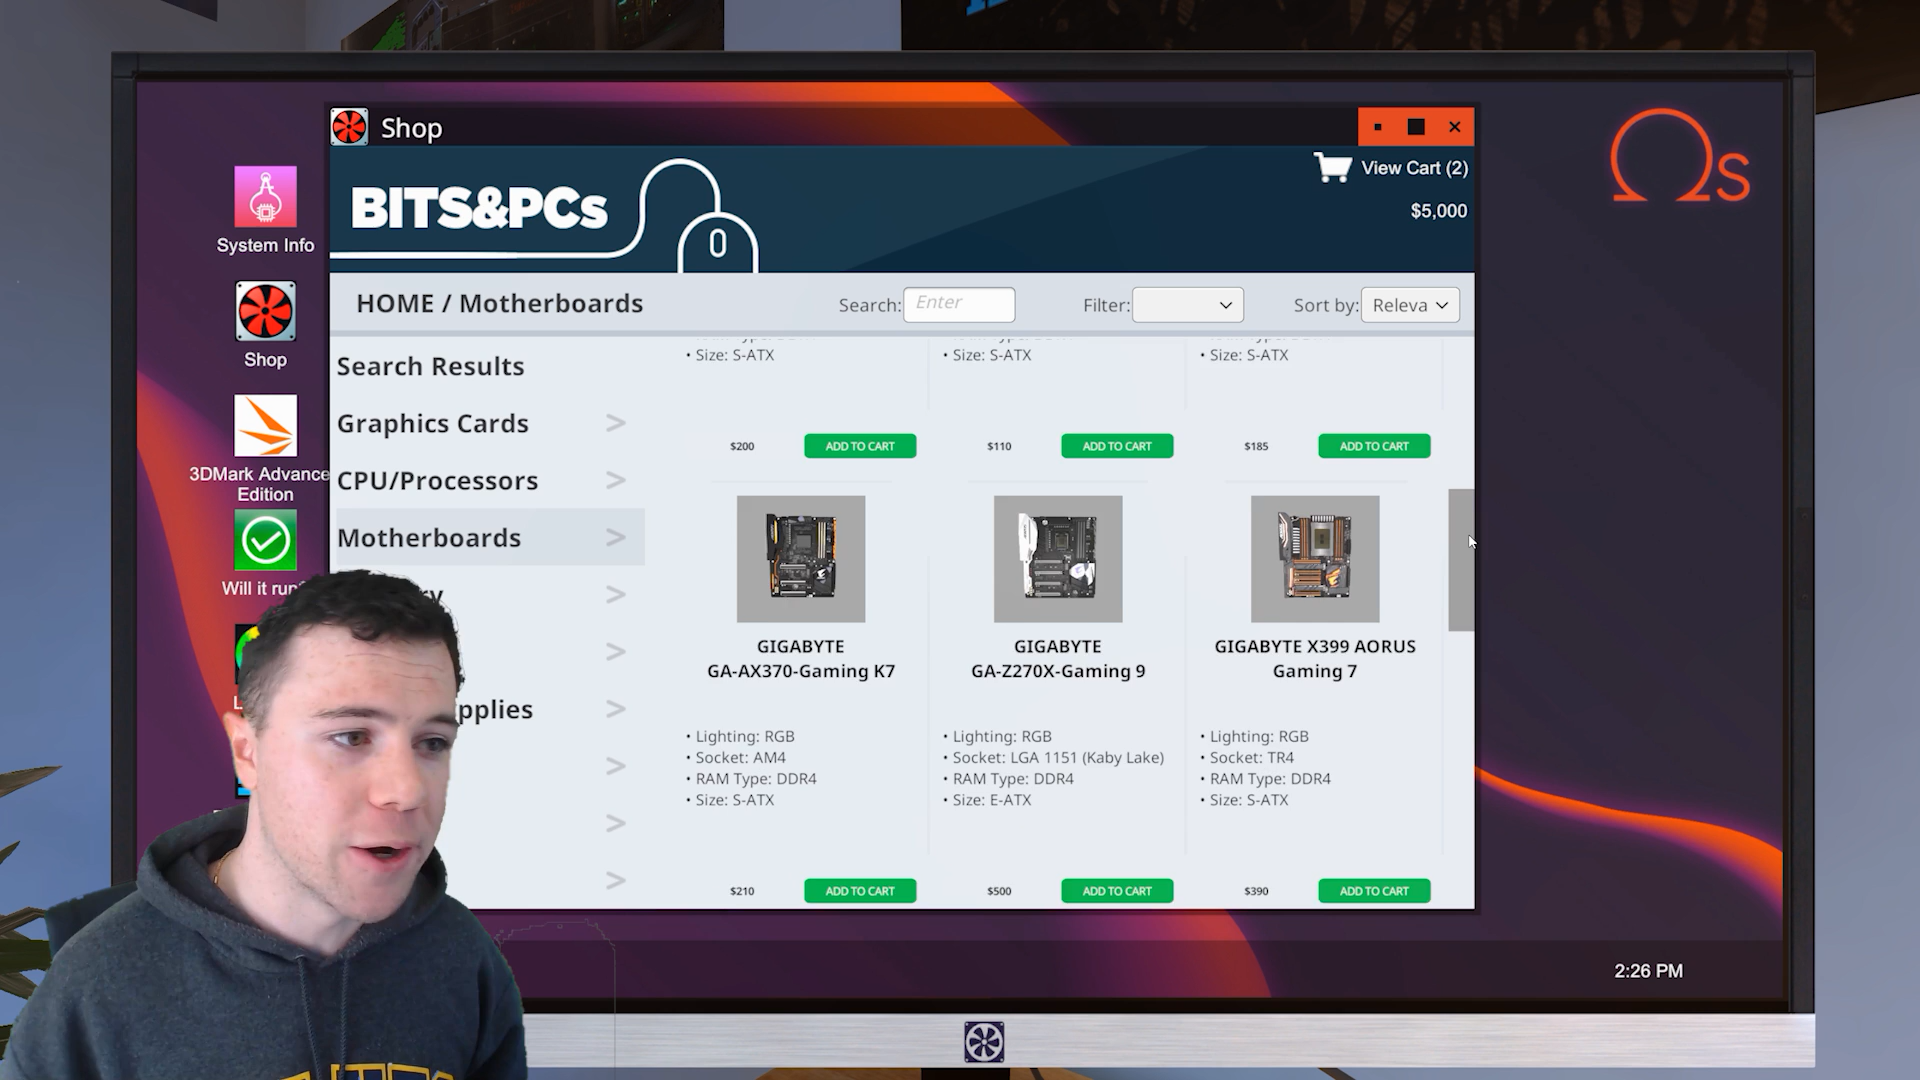 Shop
View Cart (2)
BITS&PCs
$5,000
Ωs
System Info
Shop
3DMark Advance
Edition
Will it run?
HOME / Motherboards
Search:
Enter
Filter:
Sort by:
Releva
Search Results
Graphics Cards >
CPU/Processors >
Motherboards >
ry >
>
pplies >
>
>
>
• Size: S-ATX
• Size: S-ATX
• Size: S-ATX
$200
ADD TO CART
$110
ADD TO CART
$185
ADD TO CART
GIGABYTE
GA-AX370-Gaming K7
• Lighting: RGB
• Socket: AM4
• RAM Type: DDR4
• Size: S-ATX
$210
ADD TO CART
GIGABYTE
GA-Z270X-Gaming 9
• Lighting: RGB
• Socket: LGA 1151 (Kaby Lake)
• RAM Type: DDR4
• Size: E-ATX
$500
ADD TO CART
GIGABYTE X399 AORUS
Gaming 7
• Lighting: RGB
• Socket: TR4
• RAM Type: DDR4
• Size: S-ATX
$390
ADD TO CART
2:26 PM